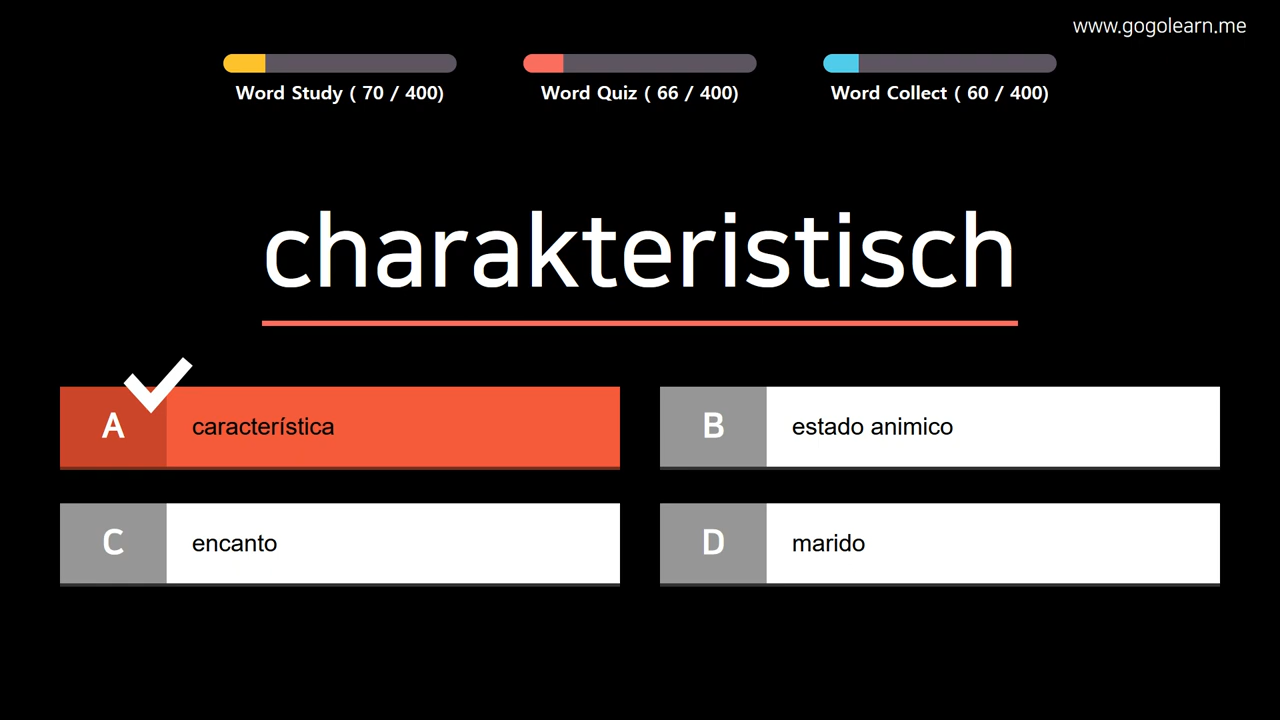 www.gogolearn.me
Word Study ( 70 / 400)
Word Quiz ( 66 / 400)
Word Collect ( 60 / 400)
charakteristisch
A característica
B estado animico
C encanto
D marido